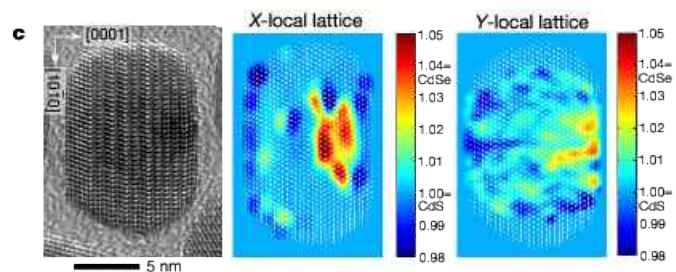 c
[0001]
[1010]
5 nm
X-local lattice
1.05
1.04=
CdSe
1.03
1.02
1.01
1.00=
CdS
0.99
0.98
Y-local lattice
1.05
1.04=
CdSe
1.03
1.02
1.01
1.00=
CdS
0.99
0.98